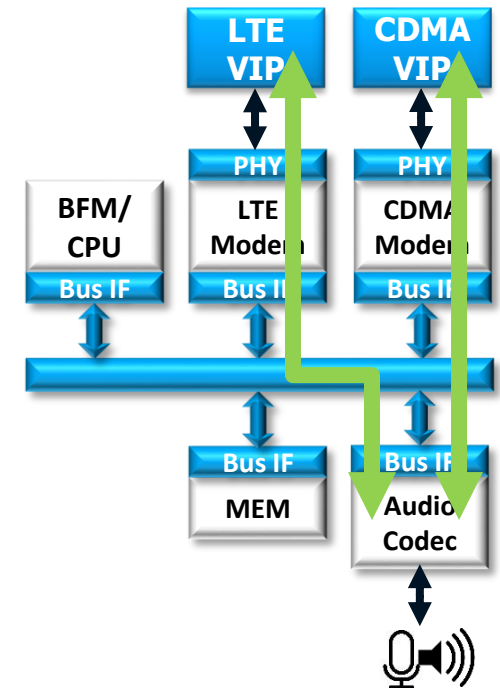 LTE
VIP
CDMA
VIP
PHY
PHY
BFM/
CPU
LTE
Modem
CDMA
Modem
Bus IF
Bus IF
Bus IF
Bus IF
Bus IF
MEM
Audio
Codec